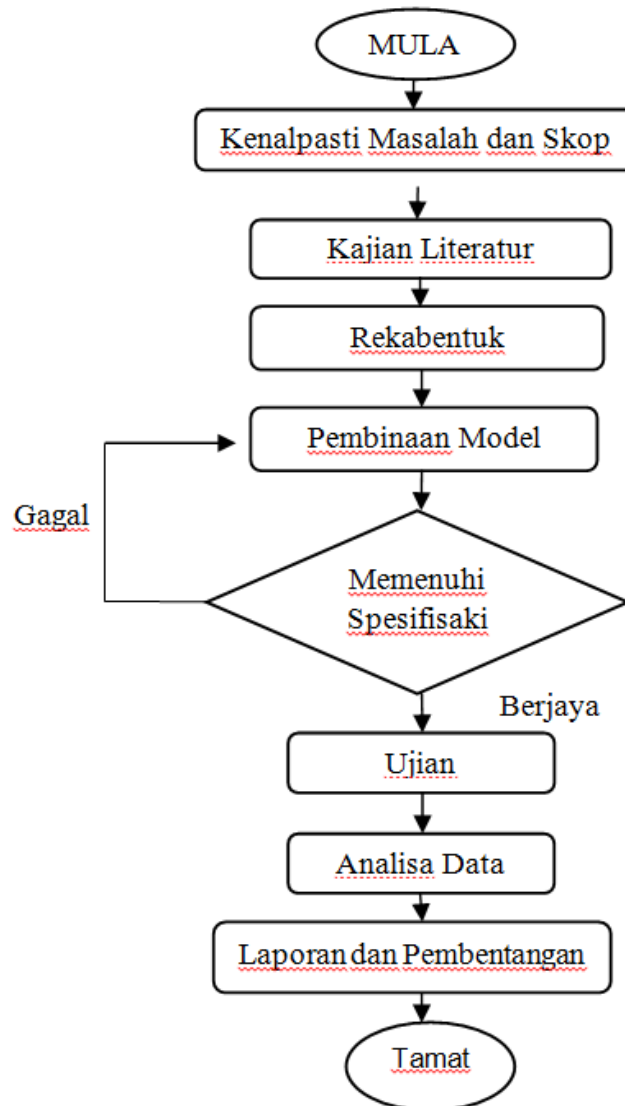 MULA
Kenalpasti Masalah dan Skop
Kajian Literatur
Rekabentuk
Pembinaan Model
Gagal
Memenuhi
Spesifisaki
Berjaya
Ujian
Analisa Data
Laporan dan Pembentangan
Tamat